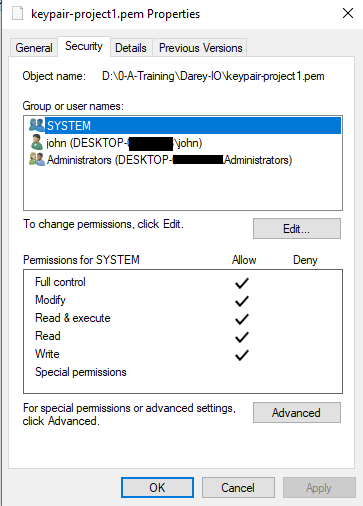 keypair-project1.pem Properties
General Security Details Previous Versions
Object name: D:\0-A-Training\Darey-IO\keypair-project1.pem
Group or user names:
SYSTEM
john (DESKTOP-\john)
Administrators (DESKTOP-Administrators)
To change permissions, click Edit.
Edit...
Permissions for SYSTEM Allow Deny
Full control
Modify
Read & execute
Read
Write
Special permissions
For special permissions or advanced settings,
click Advanced.
Advanced
OK Cancel Apply